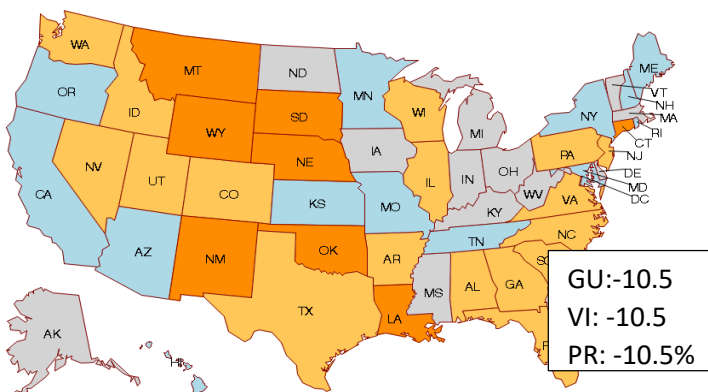 WA
MT
ND
MN
ME
VT
NH
MA
RI
CT
NJ
DE
MD
DC
OR
ID
WY
SD
WI
MI
NY
PA
NE
IA
IL
IN
OH
WV
VA
KY
NV
UT
CO
KS
MO
TN
NC
CA
AZ
NM
OK
AR
MS
AL
GA
TX
LA
AK
GU:-10.5
VI: -10.5
PR: -10.5%